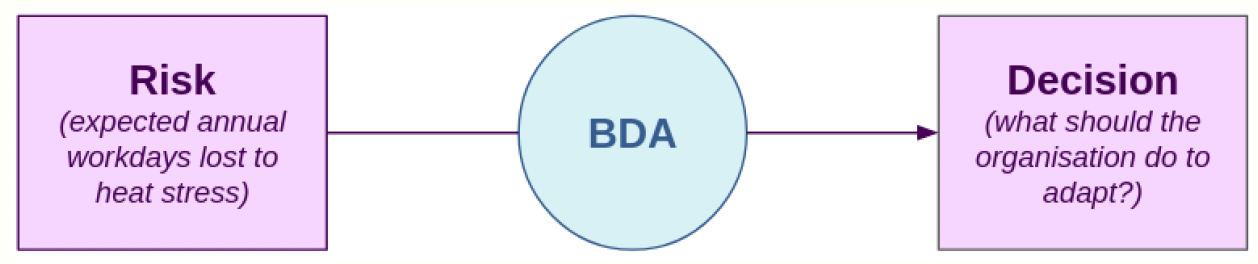 Risk
(expected annual
workdays lost to
heat stress)
BDA
Decision
(what should the
organisation do to
adapt?)